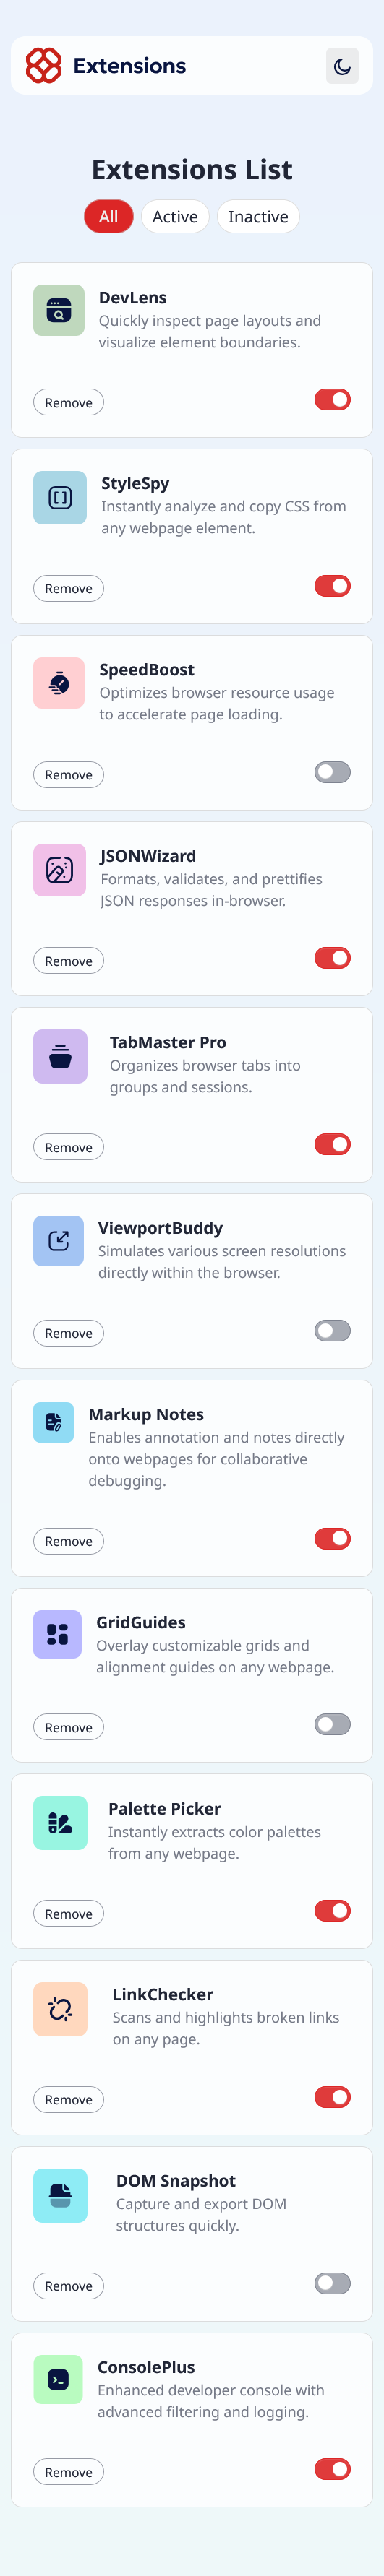 Extensions
Extensions List
All Active Inactive
DevLens
Quickly inspect page layouts and
visualize element boundaries.
Remove
StyleSpy
Instantly analyze and copy CSS from
any webpage element.
Remove
SpeedBoost
Optimizes browser resource usage
to accelerate page loading.
Remove
JSONWizard
Formats, validates, and prettifies
JSON responses in-browser.
Remove
TabMaster Pro
Organizes browser tabs into
groups and sessions.
Remove
ViewportBuddy
Simulates various screen resolutions
directly within the browser.
Remove
Markup Notes
Enables annotation and notes directly
onto webpages for collaborative
debugging.
Remove
GridGuides
Overlay customizable grids and
alignment guides on any webpage.
Remove
Palette Picker
Instantly extracts color palettes
from any webpage.
Remove
LinkChecker
Scans and highlights broken links
on any page.
Remove
DOM Snapshot
Capture and export DOM
structures quickly.
Remove
ConsolePlus
Enhanced developer console with
advanced filtering and logging.
Remove